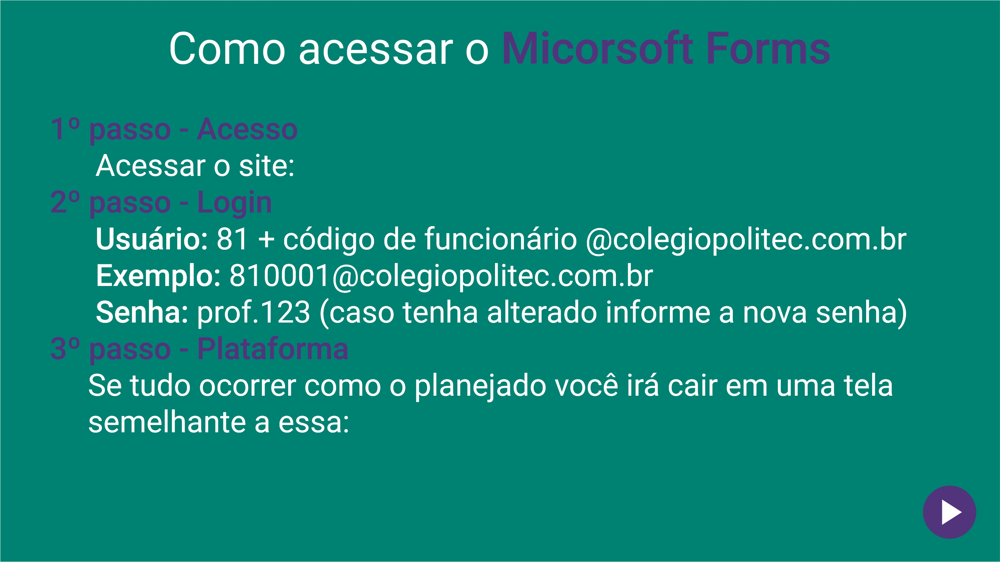 Como acessar o Micorsoft Forms
1º passo - Acesso
Acessar o site:
2º passo - Login
Usuário: 81 + código de funcionário @colegiopolitec.com.br
Exemplo: 810001@colegiopolitec.com.br
Senha: prof.123 (caso tenha alterado informe a nova senha)
3º passo - Plataforma
Se tudo ocorrer como o planejado você irá cair em uma tela
semelhante a essa: